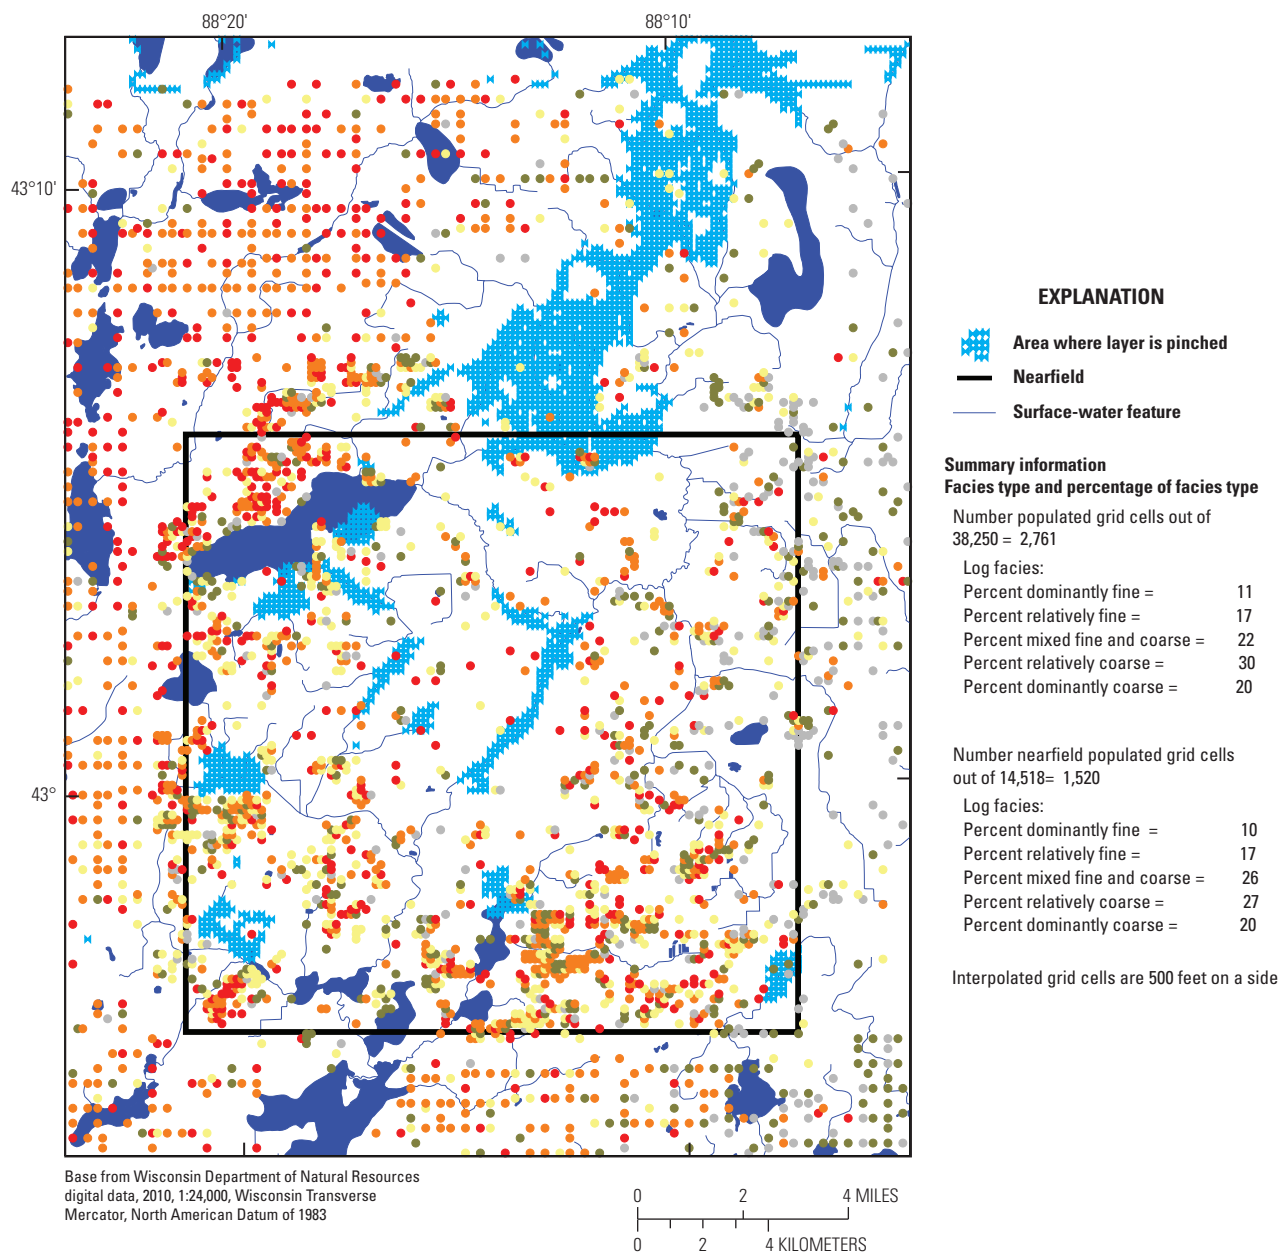 88°20'
88°10'
43°10'
43°
EXPLANATION
Area where layer is pinched
Nearfield
Surface-water feature
Summary information
Facies type and percentage of facies type
Number populated grid cells out of
38,250 = 2,761
Log facies:
Percent dominantly fine = 11
Percent relatively fine = 17
Percent mixed fine and coarse = 22
Percent relatively coarse = 30
Percent dominantly coarse = 20
Number nearfield populated grid cells
out of 14,518= 1,520
Log facies:
Percent dominantly fine = 10
Percent relatively fine = 17
Percent mixed fine and coarse = 26
Percent relatively coarse = 27
Percent dominantly coarse = 20
Interpolated grid cells are 500 feet on a side
Base from Wisconsin Department of Natural Resources
digital data, 2010, 1:24,000, Wisconsin Transverse
Mercator, North American Datum of 1983
0 2 4 MILES
0 2 4 KILOMETERS